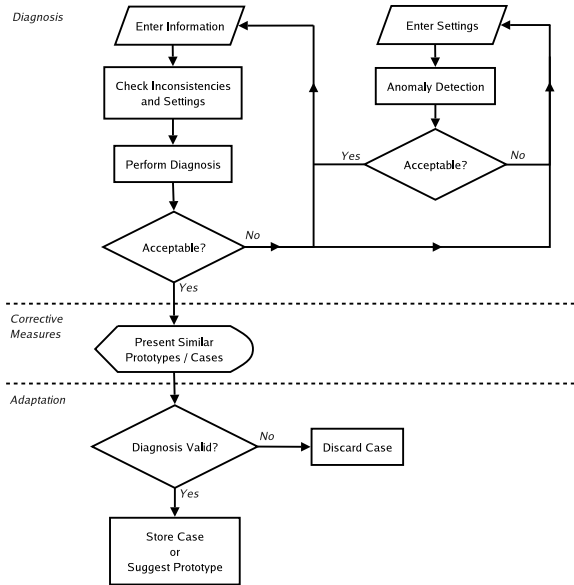 Diagnosis
Enter Information
Enter Settings
Check Inconsistencies
and Settings
Anomaly Detection
Perform Diagnosis
Yes
Acceptable?
No
Acceptable?
No
Yes
Corrective
Measures
Present Similar
Prototypes / Cases
Adaptation
Diagnosis Valid?
No
Discard Case
Yes
Store Case
or
Suggest Prototype